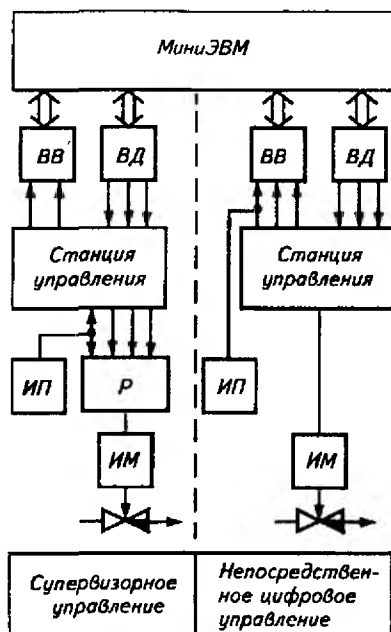 МиниЭВМ
ВВ
ВД
ВВ
ВД
Станция
управления
Станция
управления
ИП
Р
ИП
ИМ
ИМ
Супервизорное
управление
Непосредствен-
ное цифровое
управление